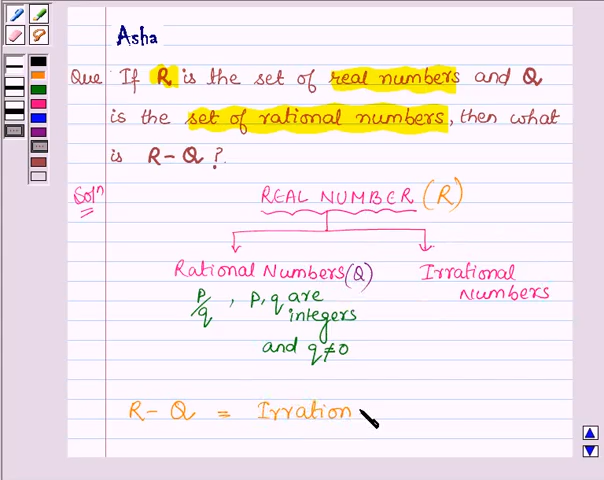 Asha
Que If R is the set of real numbers and Q
is the set of rational numbers, then what
is R - Q ?
Solⁿ
REAL NUMBER (R)
Rational Numbers (Q)
Irrational
Numbers
p/q , p, q are
integers
and q ≠ 0
R - Q = Irration